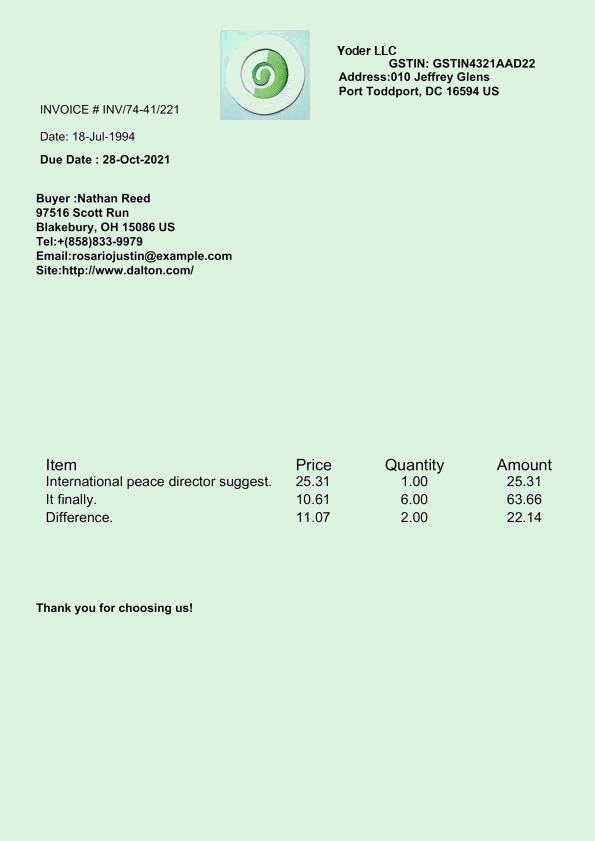 Yoder LLC
GSTIN: GSTIN4321AAD22
Address:010 Jeffrey Glens
Port Toddport, DC 16594 US
INVOICE # INV/74-41/221
Date: 18-Jul-1994
Due Date : 28-Oct-2021
Buyer :Nathan Reed
97516 Scott Run
Blakebury, OH 15086 US
Tel:+(858)833-9979
Email:rosariojustin@example.com
Site:http://www.dalton.com/
Item Price Quantity Amount
International peace director suggest. 25.31 1.00 25.31
It finally. 10.61 6.00 63.66
Difference. 11.07 2.00 22.14
Thank you for choosing us!